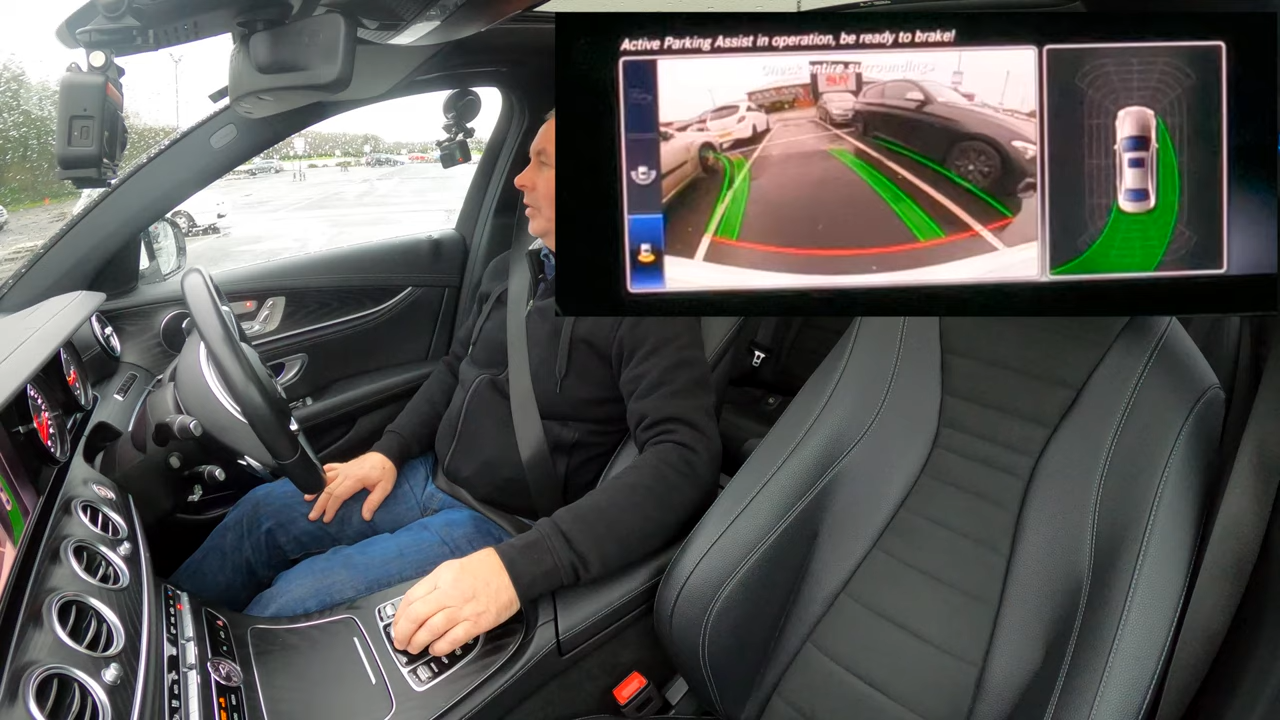 Active Parking Assist in operation, be ready to brake!
Check entire surroundings